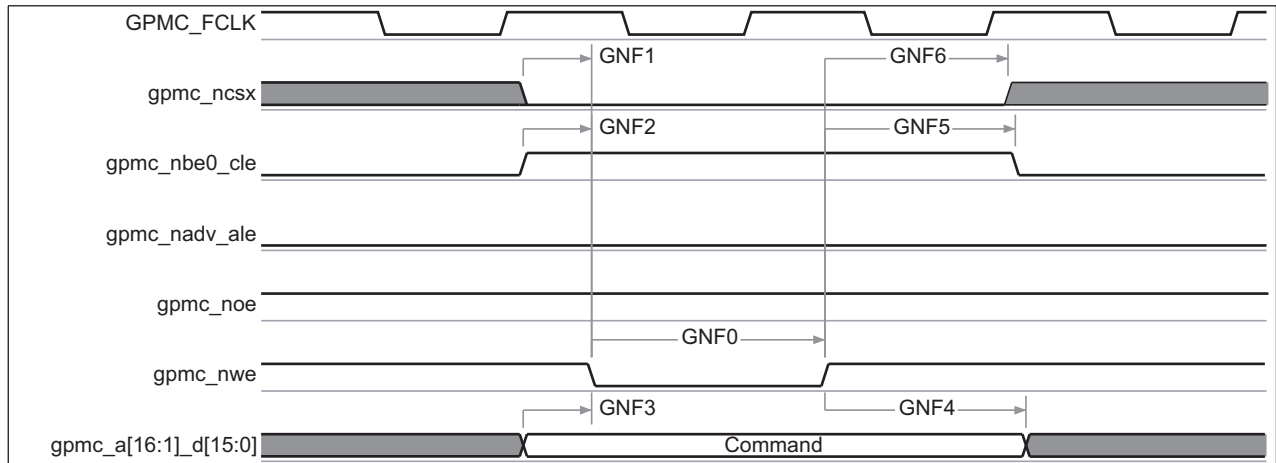 GPMC_FCLK
GNF1
GNF6
gpmc_ncsx
GNF2
GNF5
gpmc_nbe0_cle
gpmc_nadv_ale
gpmc_noe
GNF0
gpmc_nwe
GNF3
GNF4
gpmc_a[16:1]_d[15:0]
Command